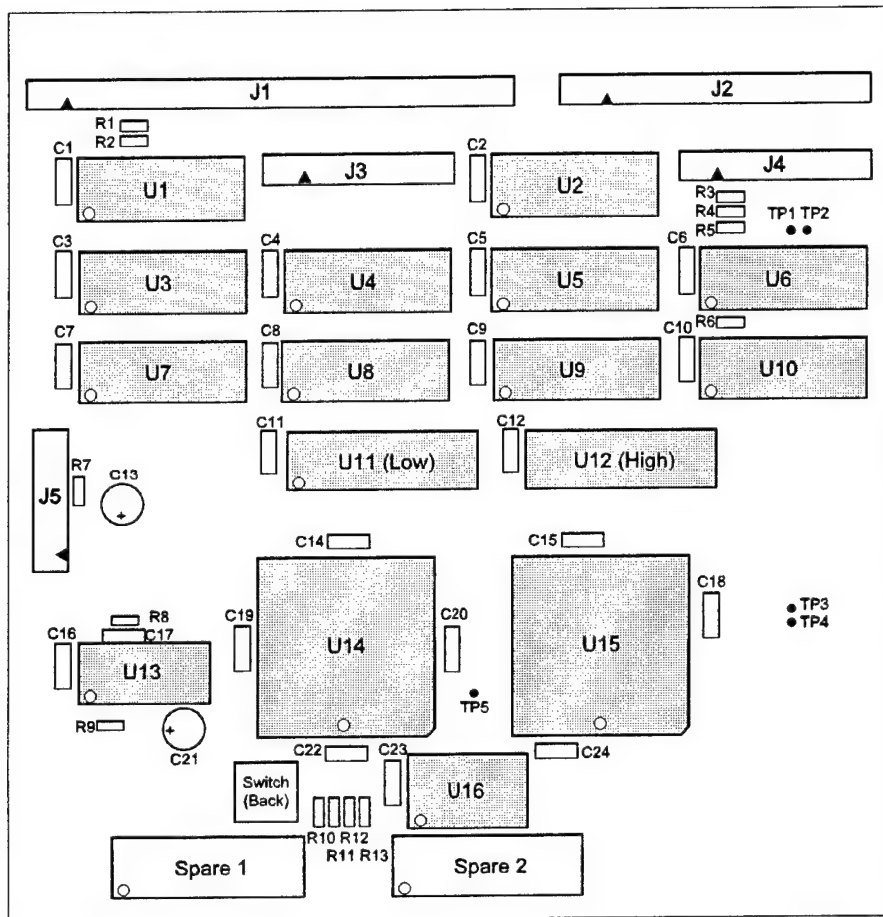 J1
J2
R1
R2
C1
C2
U1
J3
U2
J4
R3
R4
R5
TP1 TP2
C3
C4
C5
C6
U3
U4
U5
U6
R6
C7
C8
C9
C10
U7
U8
U9
U10
C11
C12
U11 (Low)
U12 (High)
J5
R7
C13
C14
C15
C18
C19
C20
U14
U15
TP3
TP4
TP5
R8
C16
C17
U13
R9
C21
C22
C23
C24
Switch
(Back)
U16
R10 R12
R11 R13
Spare 1
Spare 2
+
+